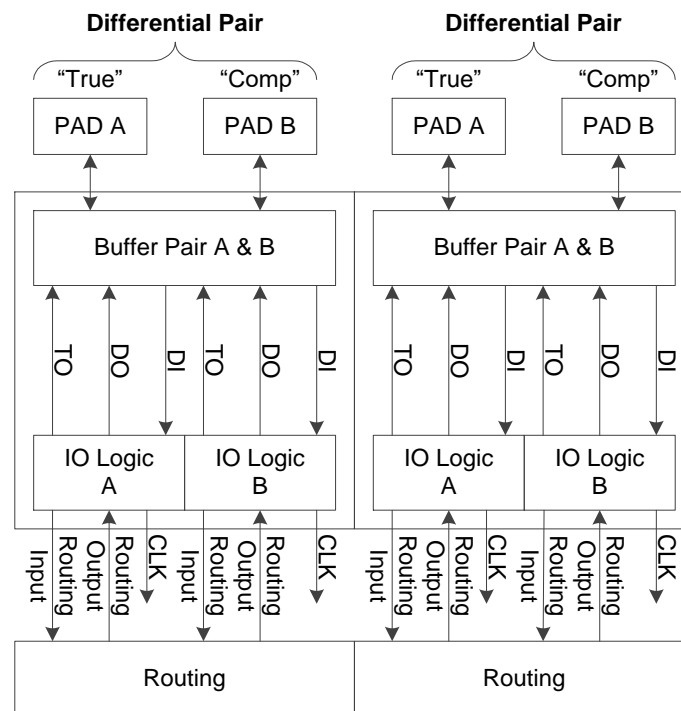 Differential Pair Differential Pair
“True” “Comp” “True” “Comp”
PAD A PAD B PAD A PAD B
Buffer Pair A & B Buffer Pair A & B
TO DO DI TO DO DI TO DO DI TO DO DI
IO Logic A
IO Logic B
IO Logic A
IO Logic B
Routing Input
Routing Output
CLK
Routing Input
Routing Output
CLK
Routing Input
Routing Output
CLK
Routing Input
Routing Output
CLK
Routing Routing